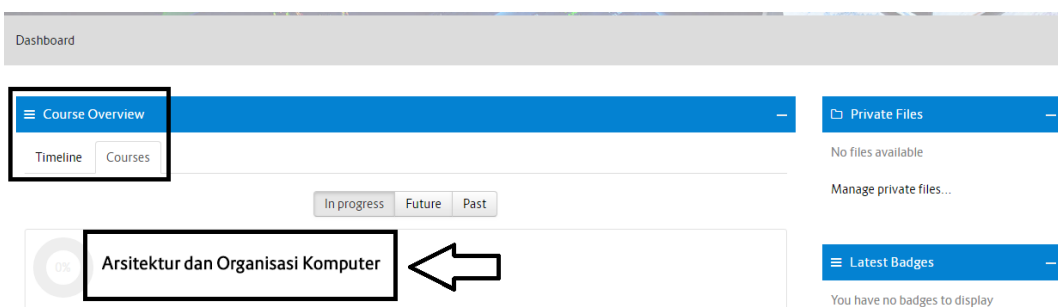 Dashboard
Course Overview
Timeline Courses
In progress Future Past
0%
Arsitektur dan Organisasi Komputer
Private Files
No files available
Manage private files...
Latest Badges
You have no badges to display